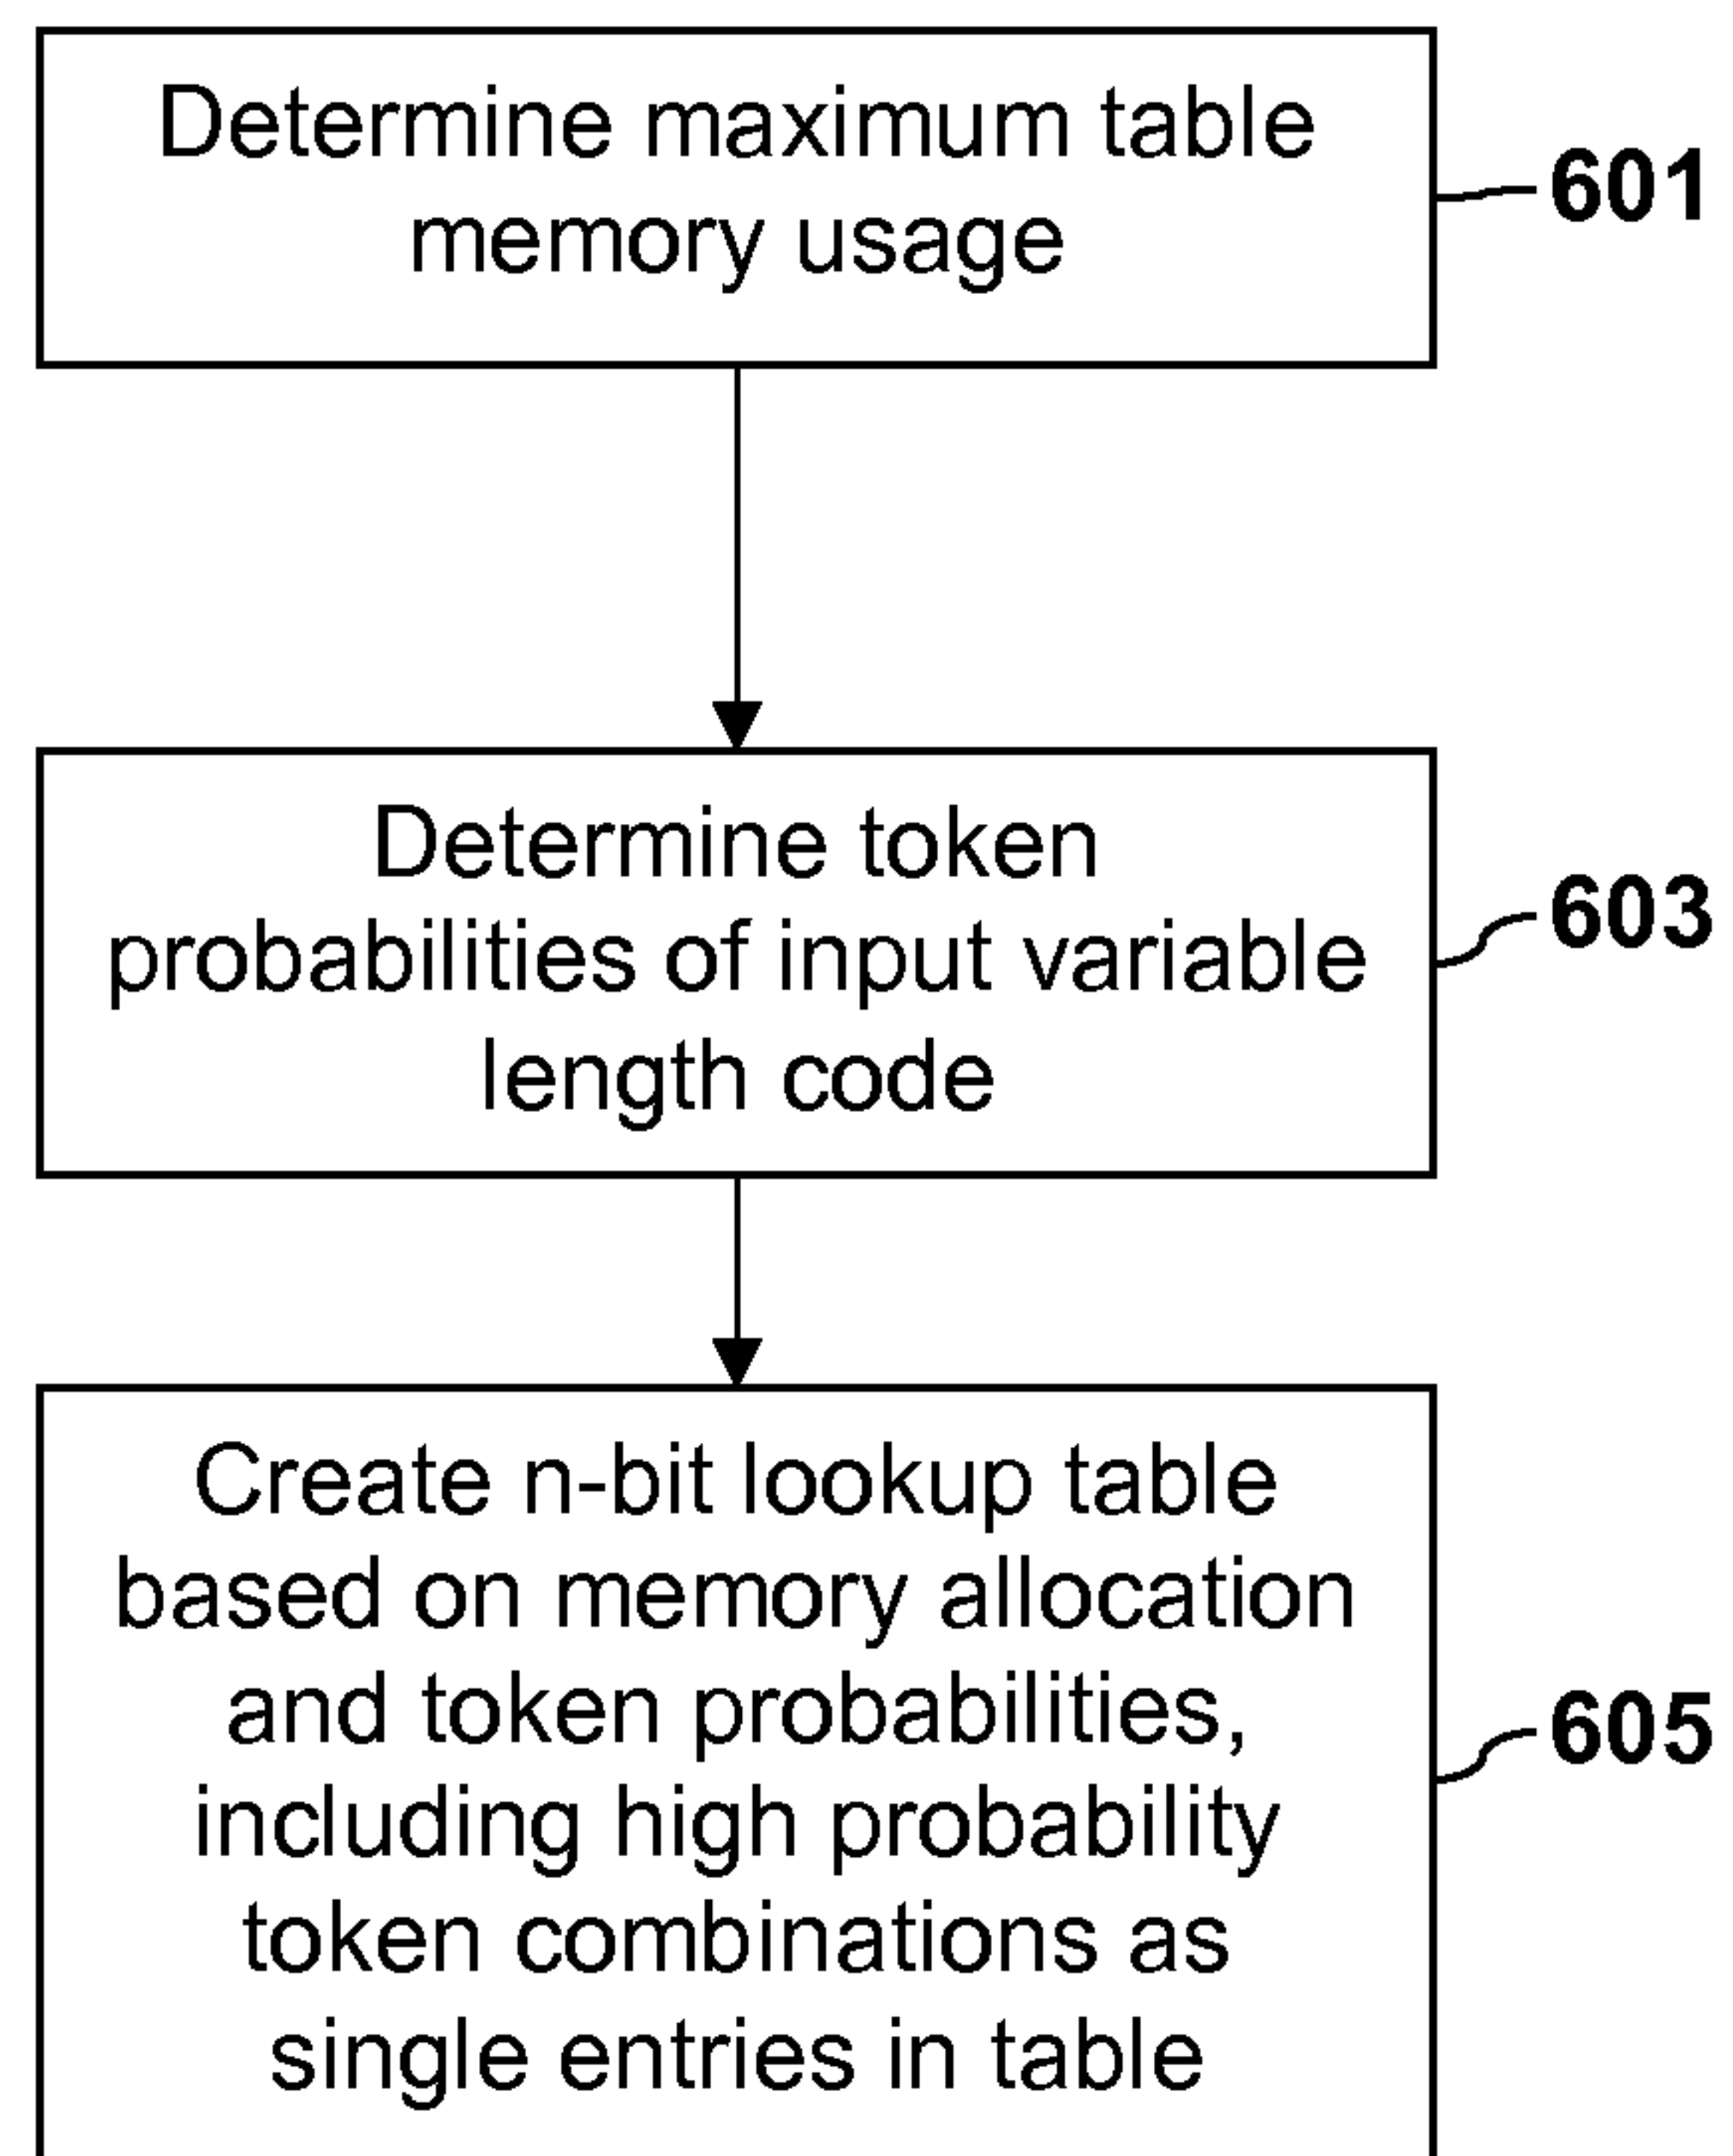 Determine maximum table
memory usage
601
Determine token
probabilities of input variable
length code
603
Create n-bit lookup table
based on memory allocation
and token probabilities,
including high probability
token combinations as
single entries in table
605